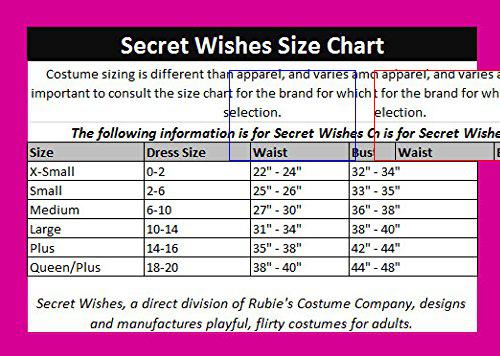 Secret Wishes Size Chart
Costume sizing is different than apparel, and varies amo apparel, and varies a
important to consult the size chart for the brand for which t for the brand for wh
selection. election.
The following information is for Secret Wishes C n is for Secret Wishe
Size Dress Size Waist Bust Waist
X-Small 0-2 22" - 24" 32" - 34"
Small 2-6 25" - 26" 33" - 35"
Medium 6-10 27" - 30" 36" - 38"
Large 10-14 31" - 34" 38" - 40"
Plus 14-16 35" - 38" 42" - 44"
Queen/Plus 18-20 38" - 40" 44" - 48"
Secret Wishes, a direct division of Rubie's Costume Company, designs
and manufactures playful, flirty costumes for adults.